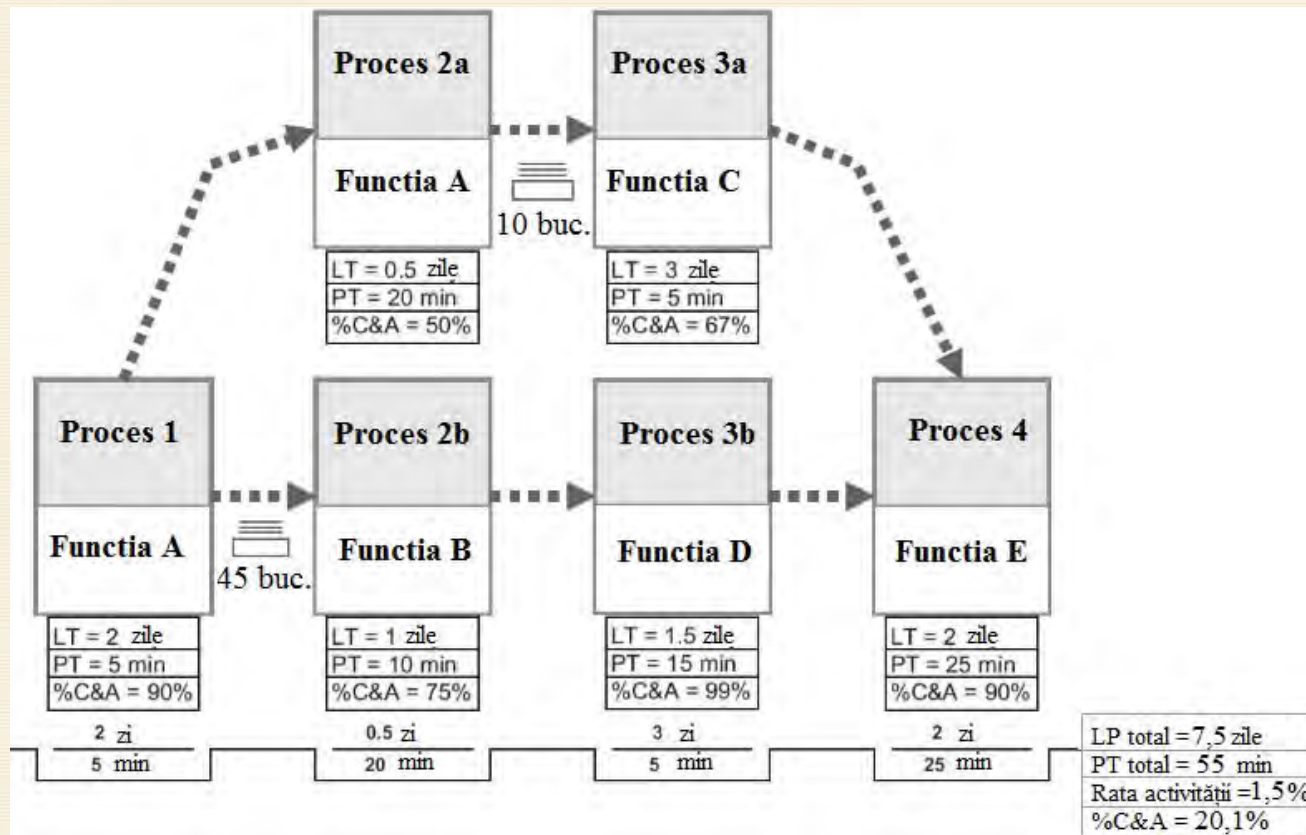 Proces 2a
Functia A
LT = 0.5 zile
PT = 20 min
%C&A = 50%
10 buc.
Proces 3a
Functia C
LT = 3 zile
PT = 5 min
%C&A = 67%
Proces 1
Functia A
LT = 2 zile
PT = 5 min
%C&A = 90%
45 buc.
Proces 2b
Functia B
LT = 1 zile
PT = 10 min
%C&A = 75%
Proces 3b
Functia D
LT = 1.5 zile
PT = 15 min
%C&A = 99%
Proces 4
Functia E
LT = 2 zile
PT = 25 min
%C&A = 90%
2 zi
5 min
0.5 zi
20 min
3 zi
5 min
2 zi
25 min
LP total = 7,5 zile
PT total = 55 min
Rata activității =1,5%
%C&A = 20,1%